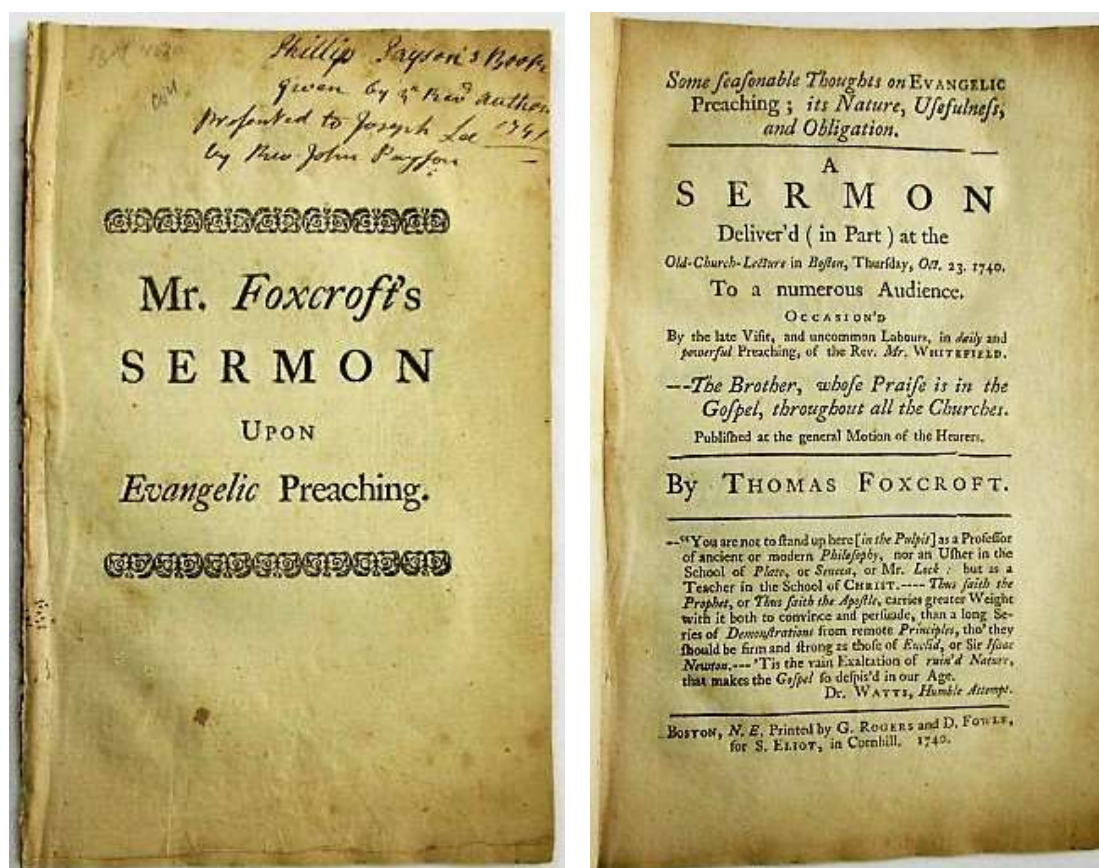 Phillip Payson's Book
given by yᵉ Revᵈ Author
1741
presented to Joseph Lee
by Rev. John Payson
Mr. Foxcroft's
SERMON
UPON
Evangelic Preaching.
Some ſeaſonable Thoughts on EVANGELIC
Preaching; its Nature, Uſefulneſs,
and Obligation.
A
SERMON
Deliver'd (in Part) at the
Old-Church-Lecture in Boſton, Thurſday, Oct. 23. 1740.
To a numerous Audience.
OCCASION'D
By the late Viſit, and uncommon Labours, in daily and
powerful Preaching, of the Rev. Mr. WHITEFIELD.
---The Brother, whoſe Praiſe is in the
Goſpel, throughout all the Churches.
Publiſhed at the general Motion of the Hearers.
By THOMAS FOXCROFT.
--“You are not to ſtand up here [in the Pulpit] as a Profeſſor
of ancient or modern Philoſophy, nor an Uſher in the
School of Plato, or Seneca, or Mr. Lock: but as a
Teacher in the School of CHRIST.---- Thus ſaith the
Prophet, or Thus ſaith the Apoſtle, carries greater Weight
with it both to convince and perſuade, than a long Se-
ries of Demonſtrations from remote Principles, tho' they
ſhould be firm and ſtrong as thoſe of Euclid, or Sir Iſaac
Newton.---'Tis the vain Exaltation of ruin'd Nature,
that makes the Goſpel ſo deſpis'd in our Age.
Dr. WATTS, Humble Attempt.
BOSTON, N. E. Printed by G. ROGERS and D. FOWLE,
for S. ELIOT, in Cornhill. 1740.